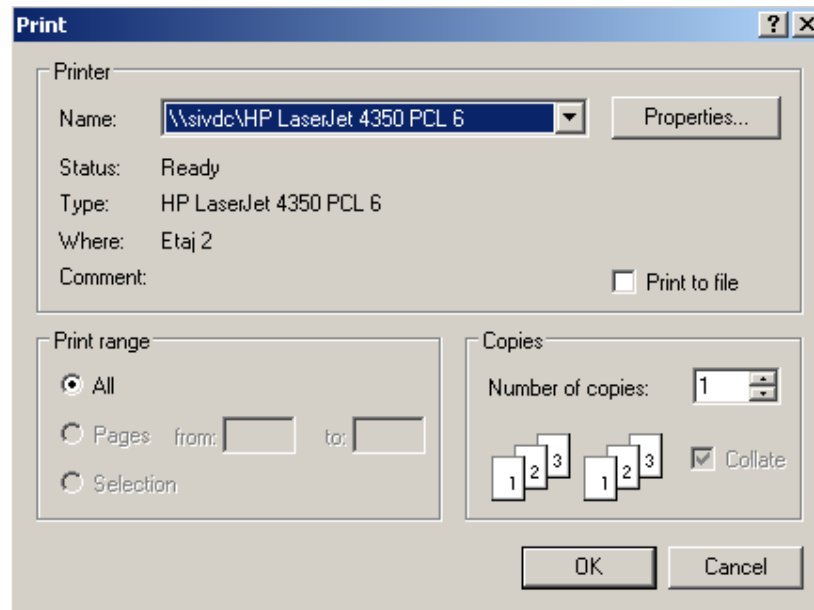 Print
Printer
Name: \\sivdc\HP LaserJet 4350 PCL 6 Properties...
Status: Ready
Type: HP LaserJet 4350 PCL 6
Where: Etaj 2
Comment: Print to file
Print range
All
Pages from: to:
Selection
Copies
Number of copies: 1
1 2 3 1 2 3 Collate
OK Cancel